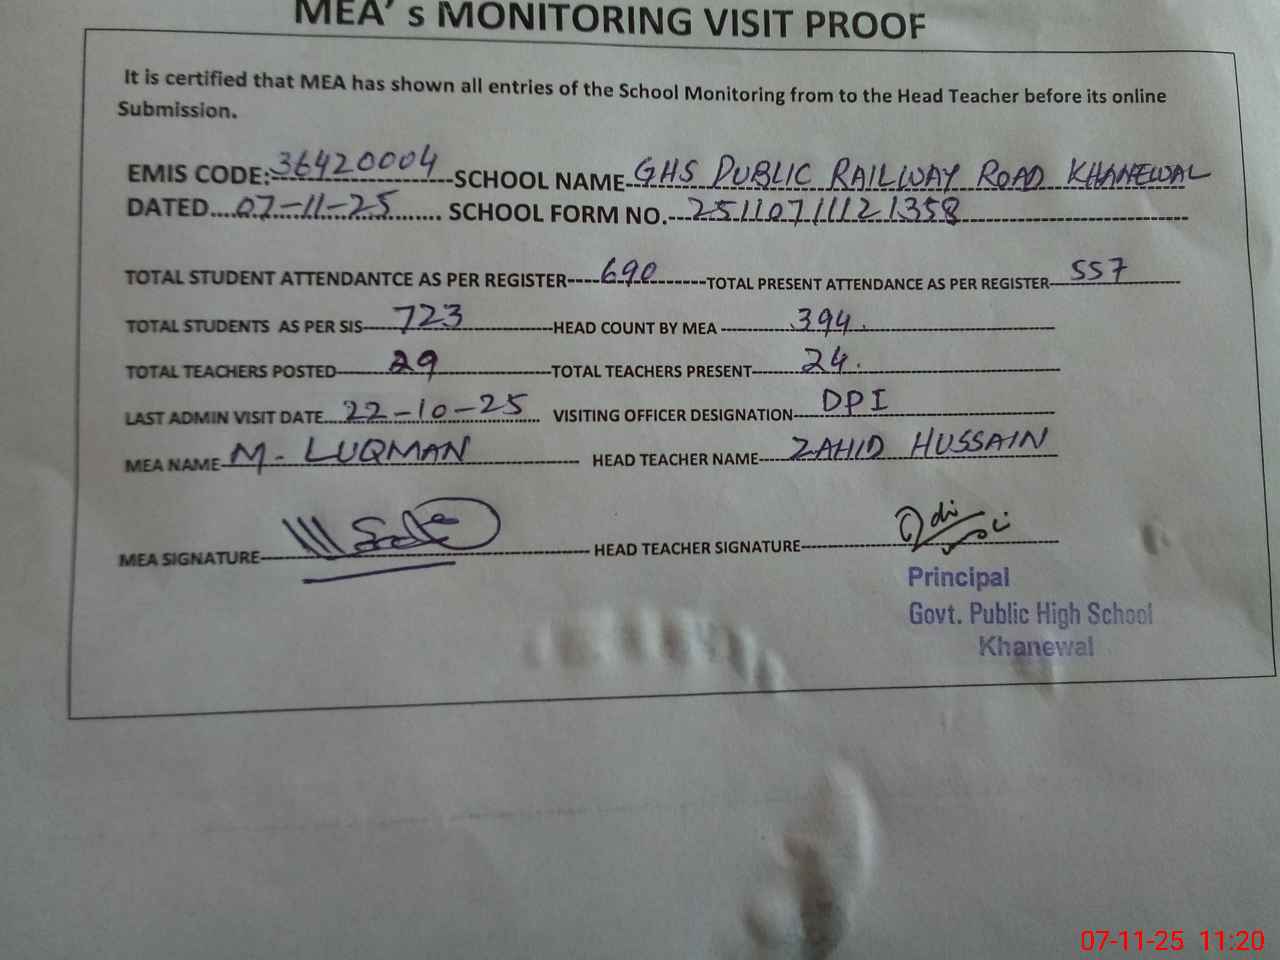 MEA' s MONITORING VISIT PROOF
It is certified that MEA has shown all entries of the School Monitoring from to the Head Teacher before its online
Submission.
EMIS CODE: 36420004 SCHOOL NAME GHS PUBLIC RAILWAY ROAD KHANEWAL
DATED 07-11-25 SCHOOL FORM NO. 2511071121358
TOTAL STUDENT ATTENDANTCE AS PER REGISTER 690 TOTAL PRESENT ATTENDANCE AS PER REGISTER 557
TOTAL STUDENTS AS PER SIS 723 HEAD COUNT BY MEA 394.
TOTAL TEACHERS POSTED 29 TOTAL TEACHERS PRESENT 24.
LAST ADMIN VISIT DATE 22-10-25 VISITING OFFICER DESIGNATION DPI
MEA NAME M. LUQMAN HEAD TEACHER NAME ZAHID HUSSAIN
MEA SIGNATURE HEAD TEACHER SIGNATURE
Principal
Govt. Public High School
Khanewal
07-11-25 11:20